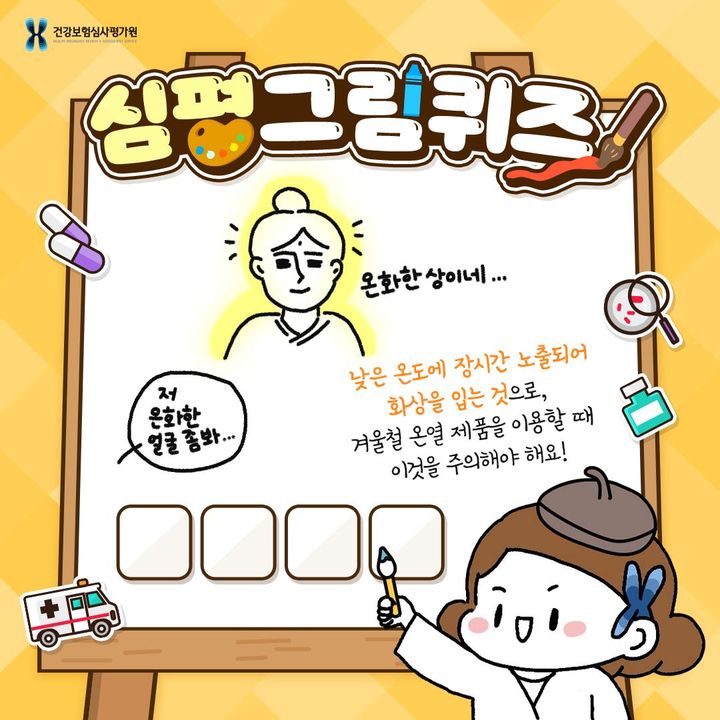 건강보험심사평가원
HEALTH INSURANCE REVIEW & ASSESSMENT SERVICE
심평그림퀴즈
온화한 상이네...
낮은 온도에 장시간 노출되어
화상을 입는 것으로,
겨울철 온열 제품을 이용할 때
이것을 주의해야 해요!
저
온화한
얼굴 좀봐...